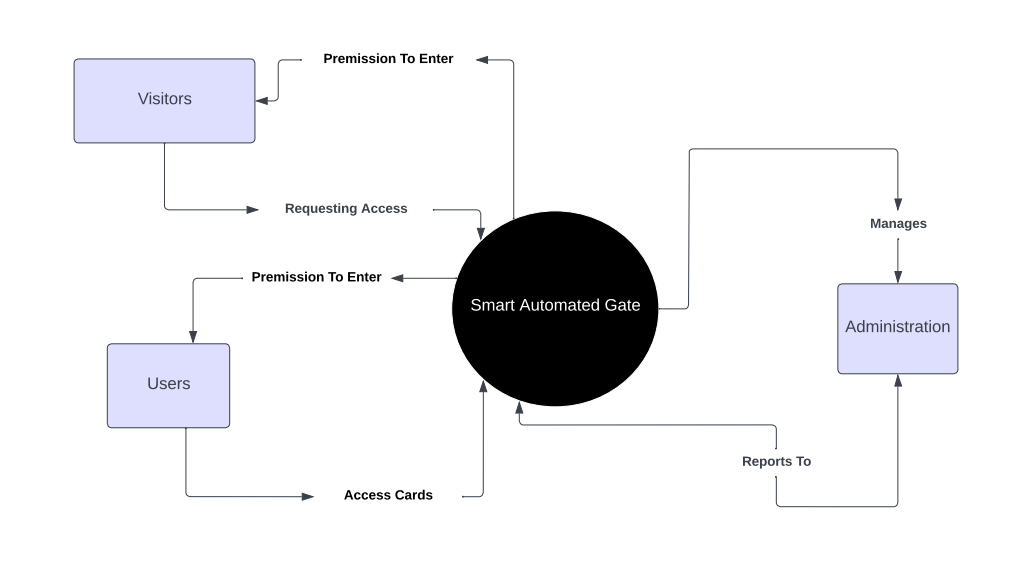 Premission To Enter
Visitors
Requesting Access
Manages
Premission To Enter
Smart Automated Gate
Administration
Users
Reports To
Access Cards